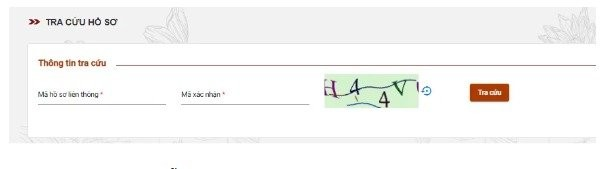 TRA CỨU HỒ SƠ
Thông tin tra cứu
Mã hồ sơ liên thông *
Mã xác nhận *
Tra cứu